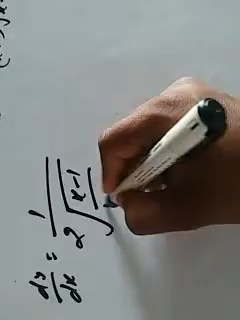 dy/dx = 1/(2√(x-1))